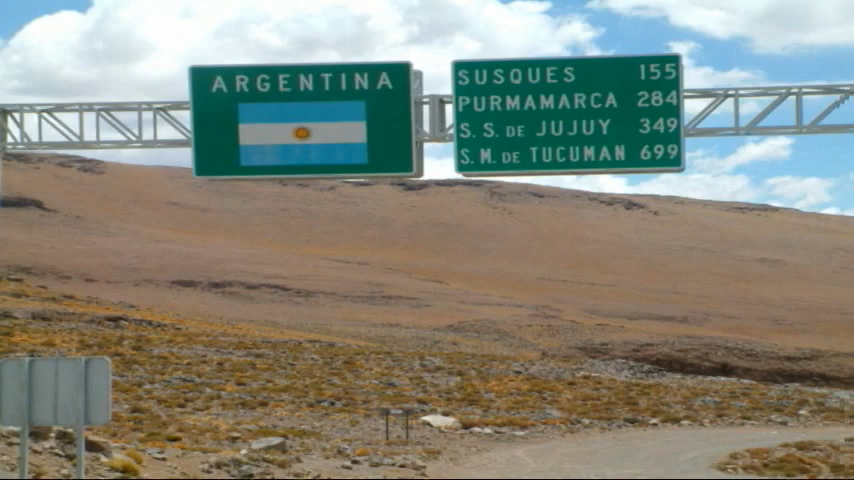 ARGENTINA
SUSQUES 155
PURMAMARCA 284
S.S. DE JUJUY 349
S.M. DE TUCUMAN 699